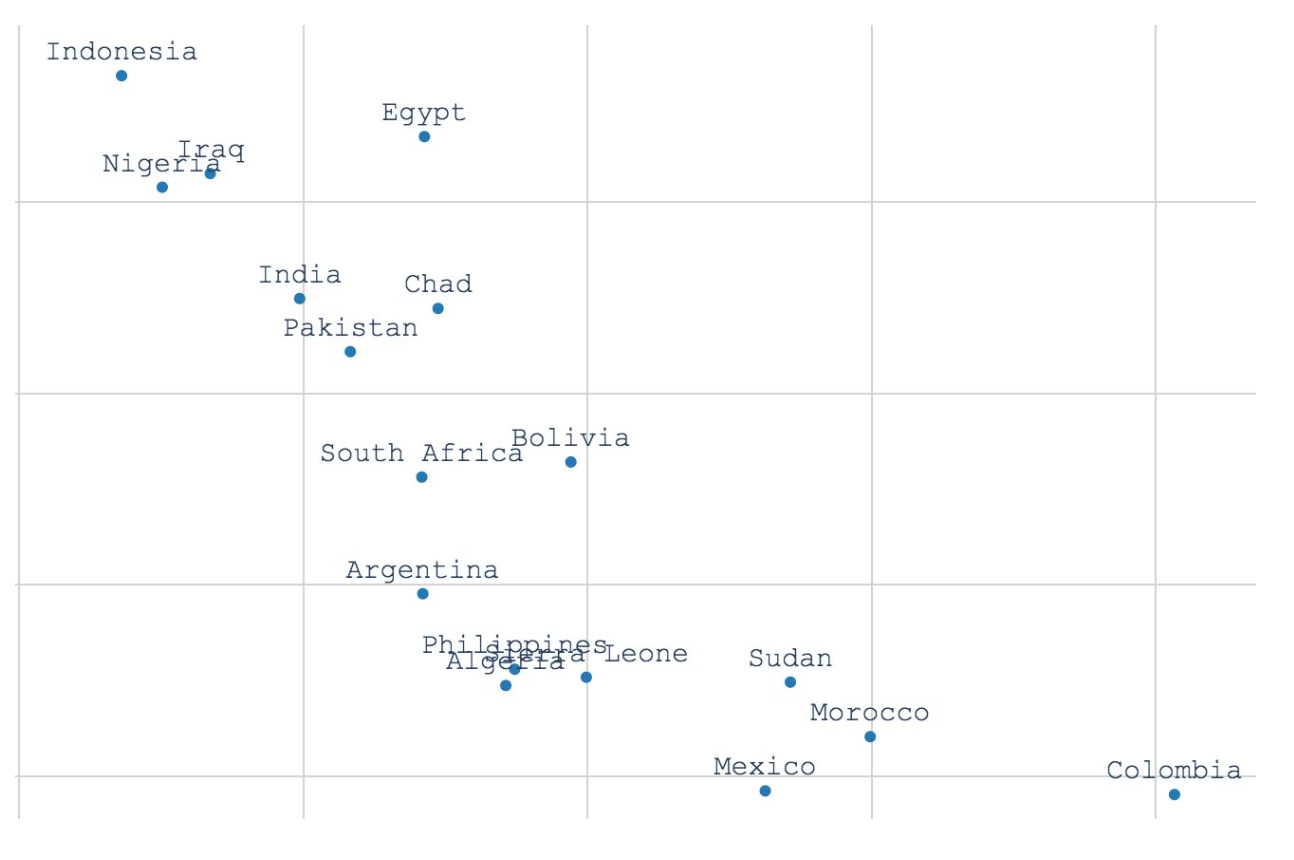 Indonesia
Egypt
Iraq
Nigeria
India
Chad
Pakistan
Bolivia
South Africa
Argentina
Philippines
Sierra Leone
Sudan
Algeria
Morocco
Mexico
Colombia